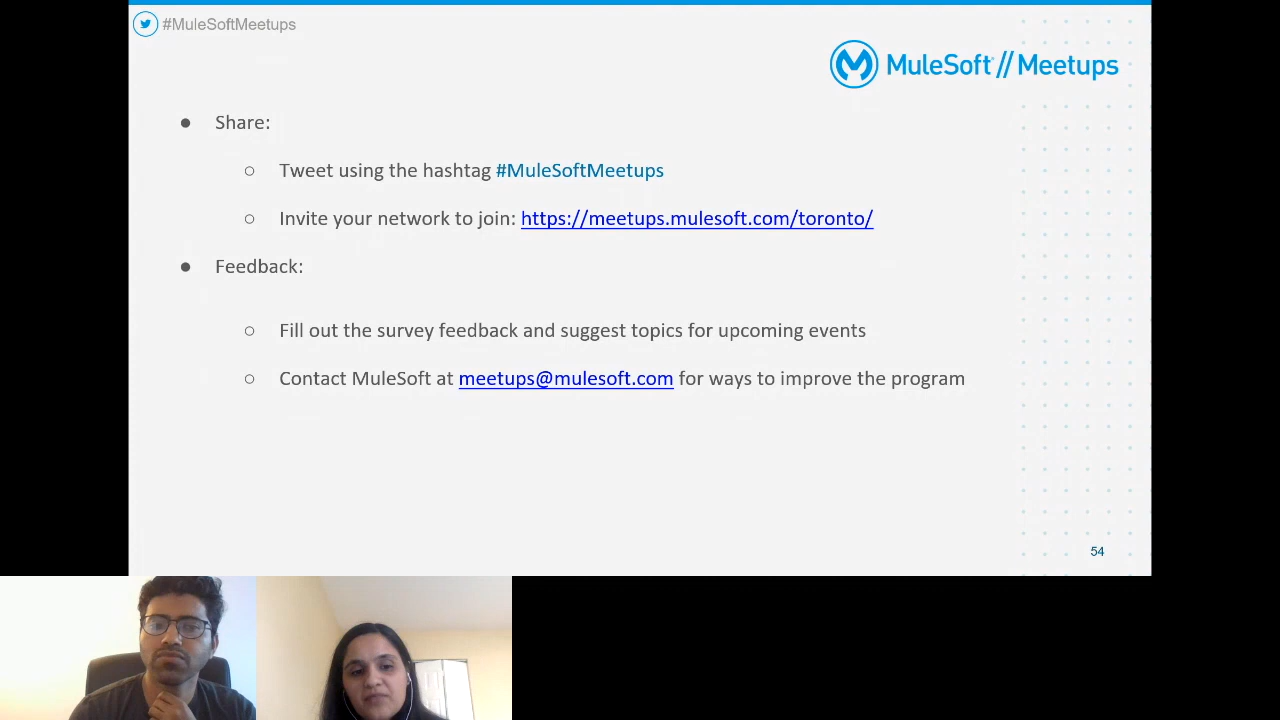 #MuleSoftMeetups
MuleSoft // Meetups
● Share:
○ Tweet using the hashtag #MuleSoftMeetups
○ Invite your network to join: https://meetups.mulesoft.com/toronto/
● Feedback:
○ Fill out the survey feedback and suggest topics for upcoming events
○ Contact MuleSoft at meetups@mulesoft.com for ways to improve the program
54